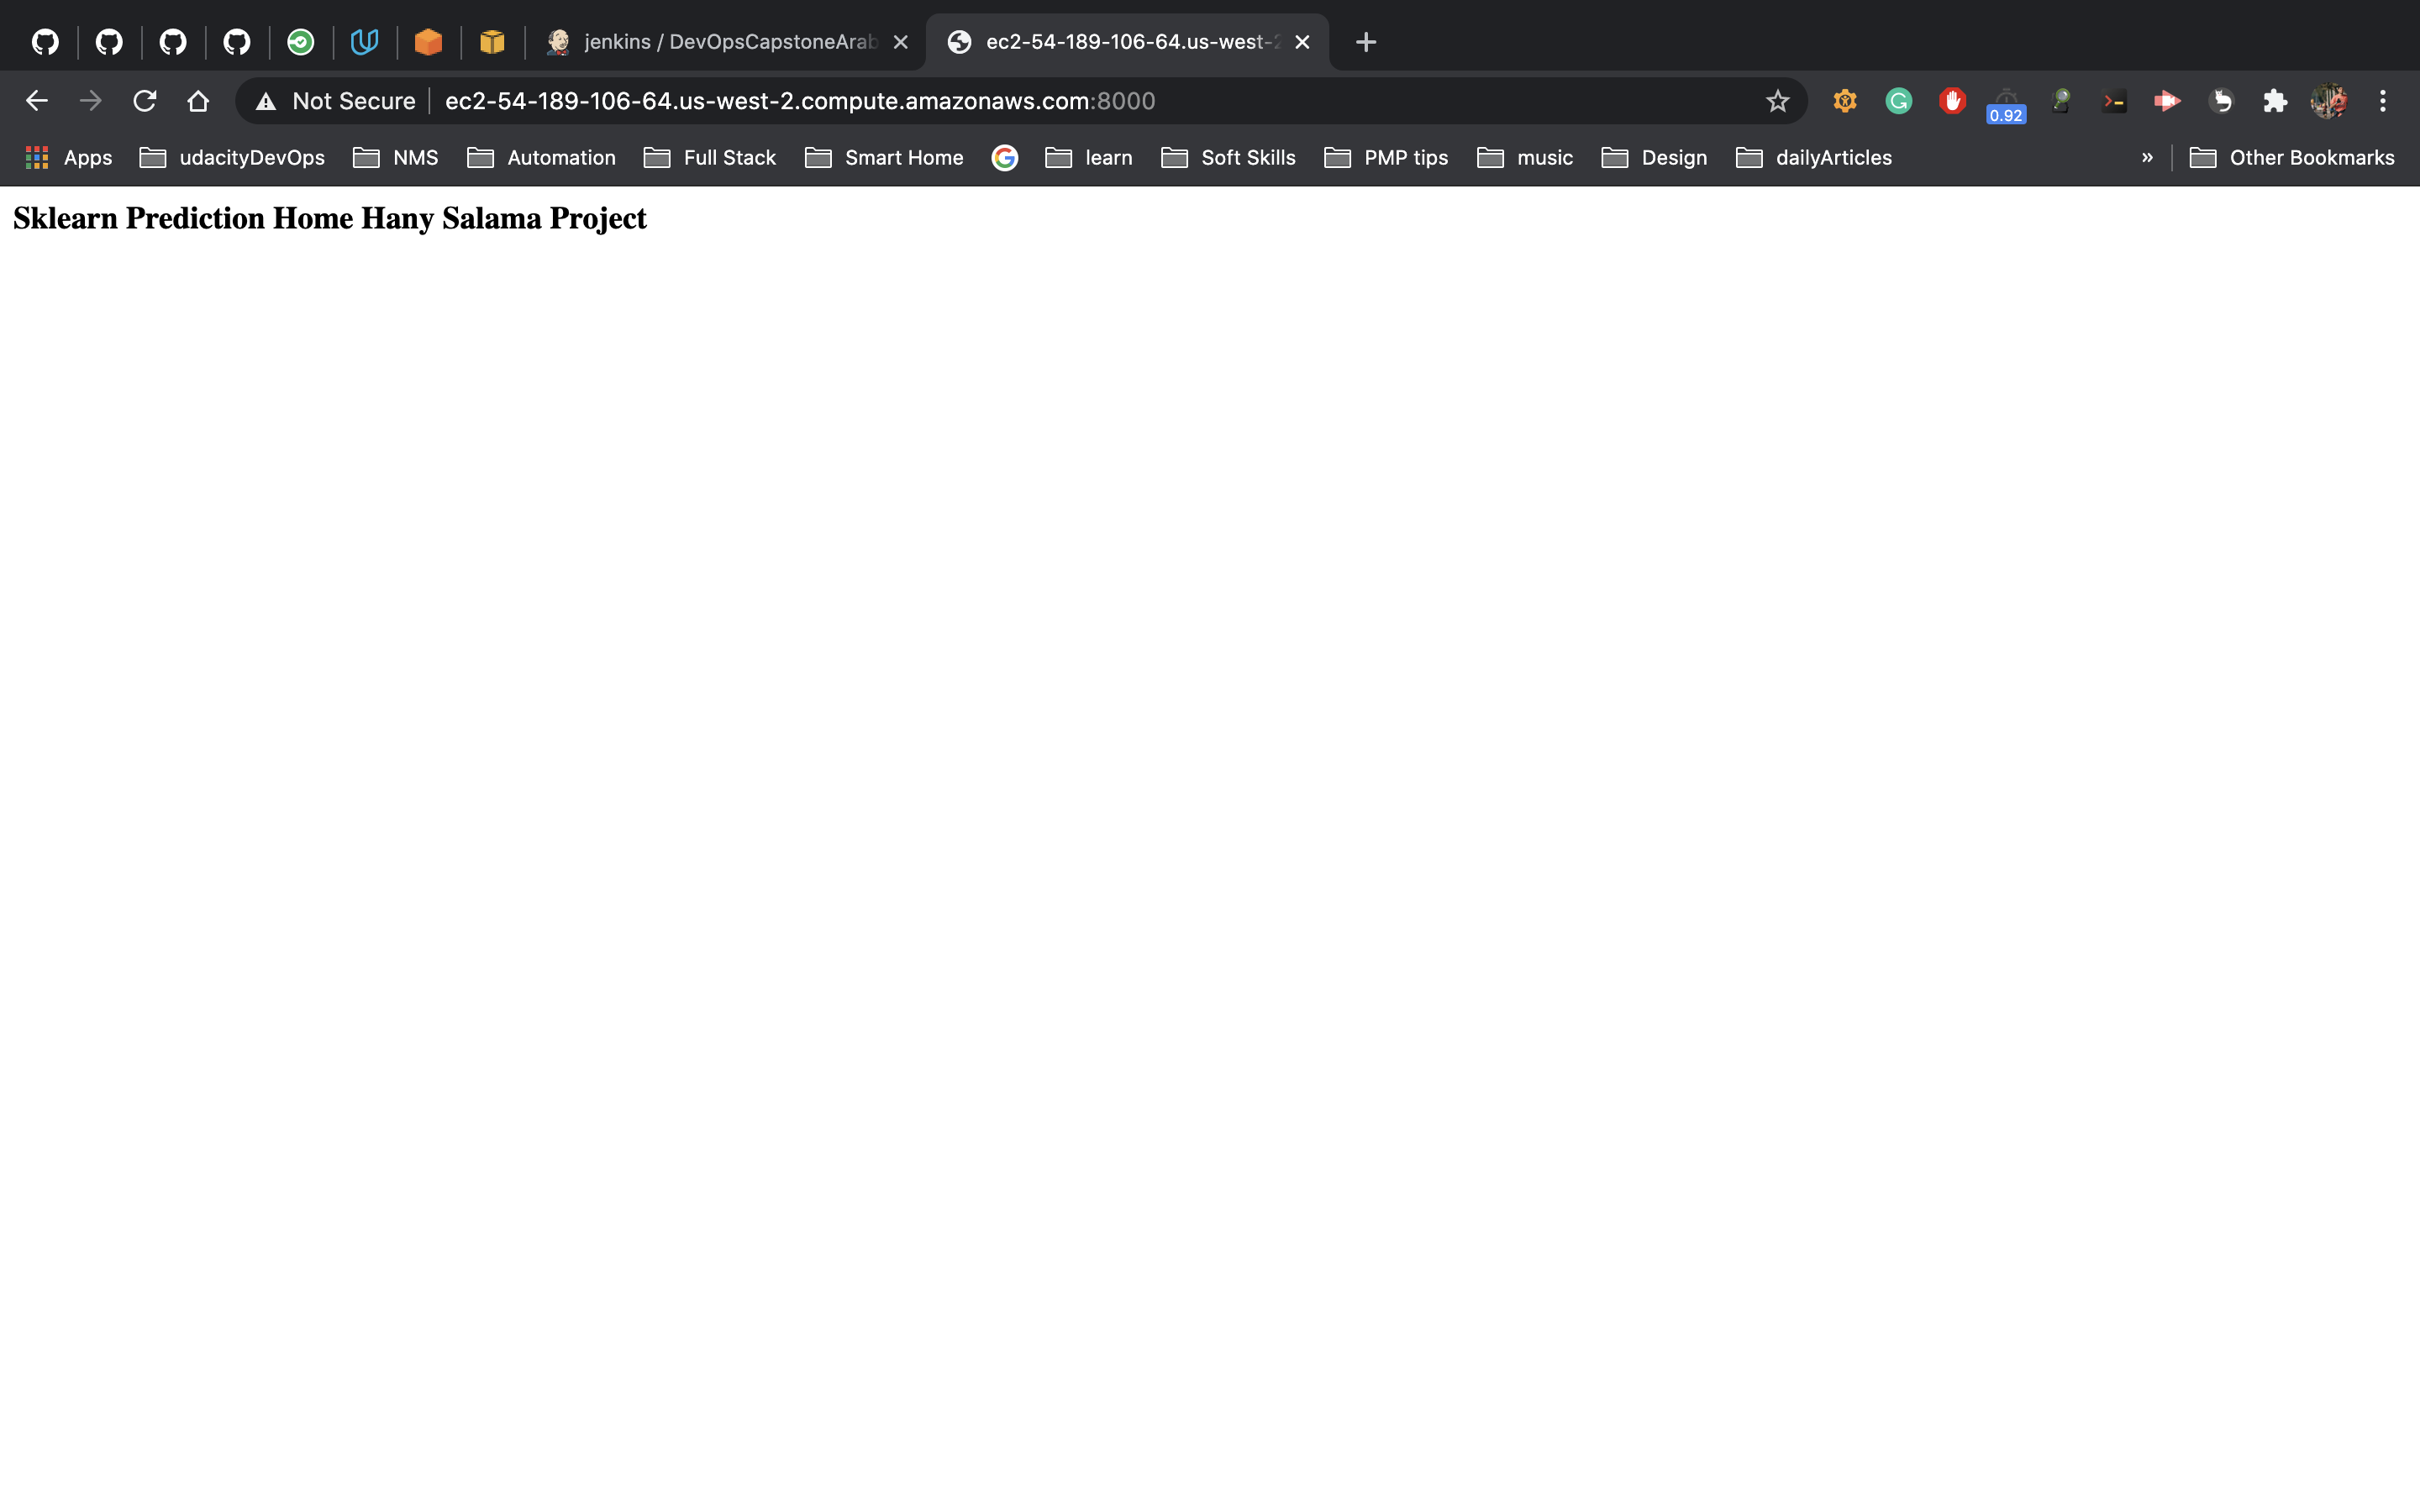 jenkins / DevOpsCapstoneArab
ec2-54-189-106-64.us-west-2
Not Secure
ec2-54-189-106-64.us-west-2.compute.amazonaws.com:8000
0.92
Apps
udacityDevOps
NMS
Automation
Full Stack
Smart Home
learn
Soft Skills
PMP tips
music
Design
dailyArticles
»
Other Bookmarks
Sklearn Prediction Home Hany Salama Project